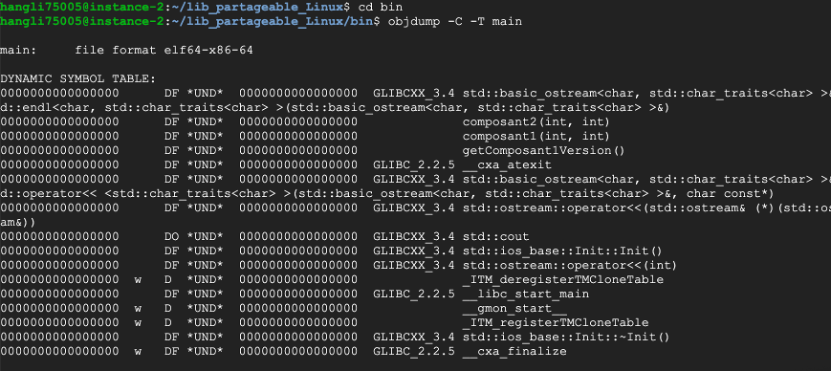 hangli75005@instance-2:~/lib_partageable_Linux$ cd bin
hangli75005@instance-2:~/lib_partageable_Linux/bin$ objdump -C -T main
main:     file format elf64-x86-64
DYNAMIC SYMBOL TABLE:
0000000000000000      DF *UND*  0000000000000000  GLIBCXX_3.4 std::basic_ostream<char, std::char_traits<char> >&
d::endl<char, std::char_traits<char> >(std::basic_ostream<char, std::char_traits<char> >&)
0000000000000000      DF *UND*  0000000000000000              composant2(int, int)
0000000000000000      DF *UND*  0000000000000000              composant1(int, int)
0000000000000000      DF *UND*  0000000000000000              getComposant1Version()
0000000000000000      DF *UND*  0000000000000000  GLIBC_2.2.5 __cxa_atexit
0000000000000000      DF *UND*  0000000000000000  GLIBCXX_3.4 std::basic_ostream<char, std::char_traits<char> >&
d::operator<< <std::char_traits<char> >(std::basic_ostream<char, std::char_traits<char> >&, char const*)
0000000000000000      DF *UND*  0000000000000000  GLIBCXX_3.4 std::ostream::operator<<(std::ostream& (*)(std::os
am&))
0000000000000000      DO *UND*  0000000000000000  GLIBCXX_3.4 std::cout
0000000000000000      DF *UND*  0000000000000000  GLIBCXX_3.4 std::ios_base::Init::Init()
0000000000000000      DF *UND*  0000000000000000  GLIBCXX_3.4 std::ostream::operator<<(int)
0000000000000000  w   D  *UND*  0000000000000000              _ITM_deregisterTMCloneTable
0000000000000000      DF *UND*  0000000000000000  GLIBC_2.2.5 __libc_start_main
0000000000000000  w   D  *UND*  0000000000000000              __gmon_start__
0000000000000000  w   D  *UND*  0000000000000000              _ITM_registerTMCloneTable
0000000000000000      DF *UND*  0000000000000000  GLIBCXX_3.4 std::ios_base::Init::~Init()
0000000000000000  w   DF *UND*  0000000000000000  GLIBC_2.2.5 __cxa_finalize